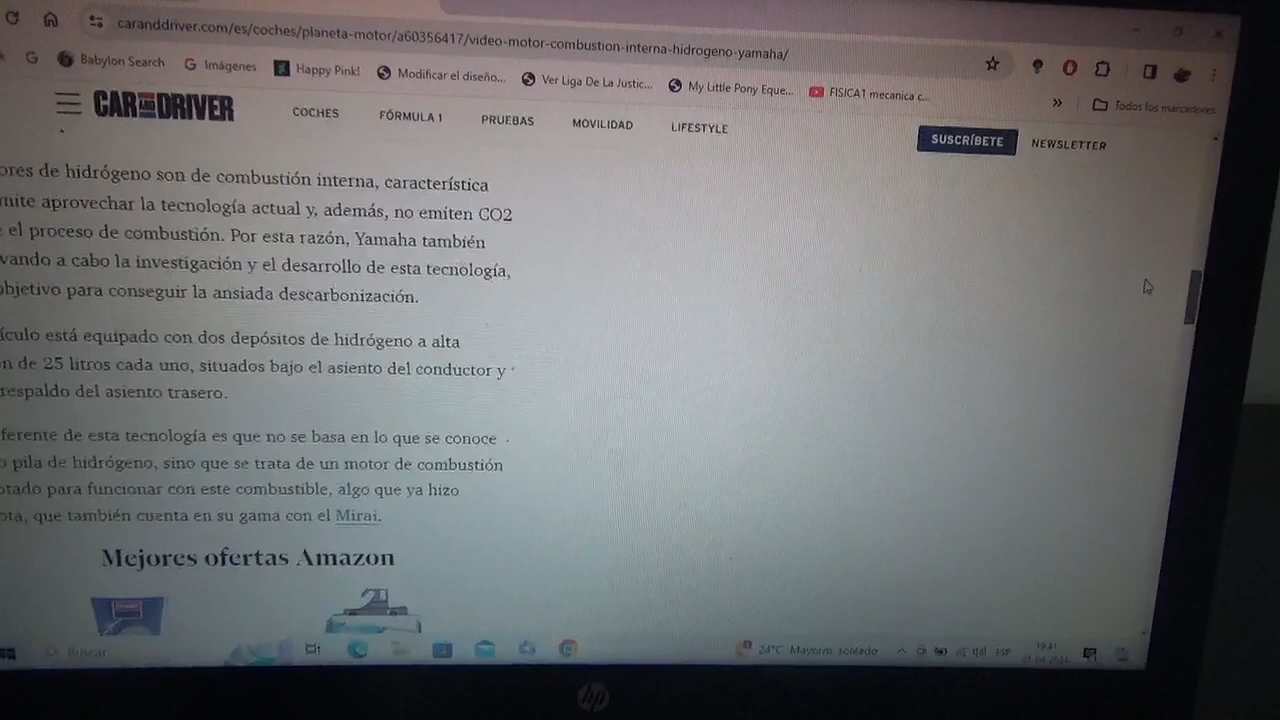 caranddriver.com/es/coches/planeta-motor/a60356417/video-motor-combustion-interna-hidrogeno-yamaha/
Babylon Search
Imágenes
Happy Pink!
Modificar el diseño...
Ver Liga De La Justic...
My Little Pony Eque...
FISICA1 mecanica c...
Todos los marcadores
CAR AND DRIVER
COCHES
FÓRMULA 1
PRUEBAS
MOVILIDAD
LIFESTYLE
SUSCRÍBETE
NEWSLETTER
ores de hidrógeno son de combustión interna, característica
mite aprovechar la tecnología actual y, además, no emiten CO2
e el proceso de combustión. Por esta razón, Yamaha también
vando a cabo la investigación y el desarrollo de esta tecnología,
objetivo para conseguir la ansiada descarbonización.
ículo está equipado con dos depósitos de hidrógeno a alta
n de 25 litros cada uno, situados bajo el asiento del conductor y
respaldo del asiento trasero.
ferente de esta tecnología es que no se basa en lo que se conoce
o pila de hidrógeno, sino que se trata de un motor de combustión
ptado para funcionar con este combustible, algo que ya hizo
ota, que también cuenta en su gama con el Mirai.
Mejores ofertas Amazon
Buscar
24°C Mayorm. soleado
ESP
19:41
01-04-2024
hp